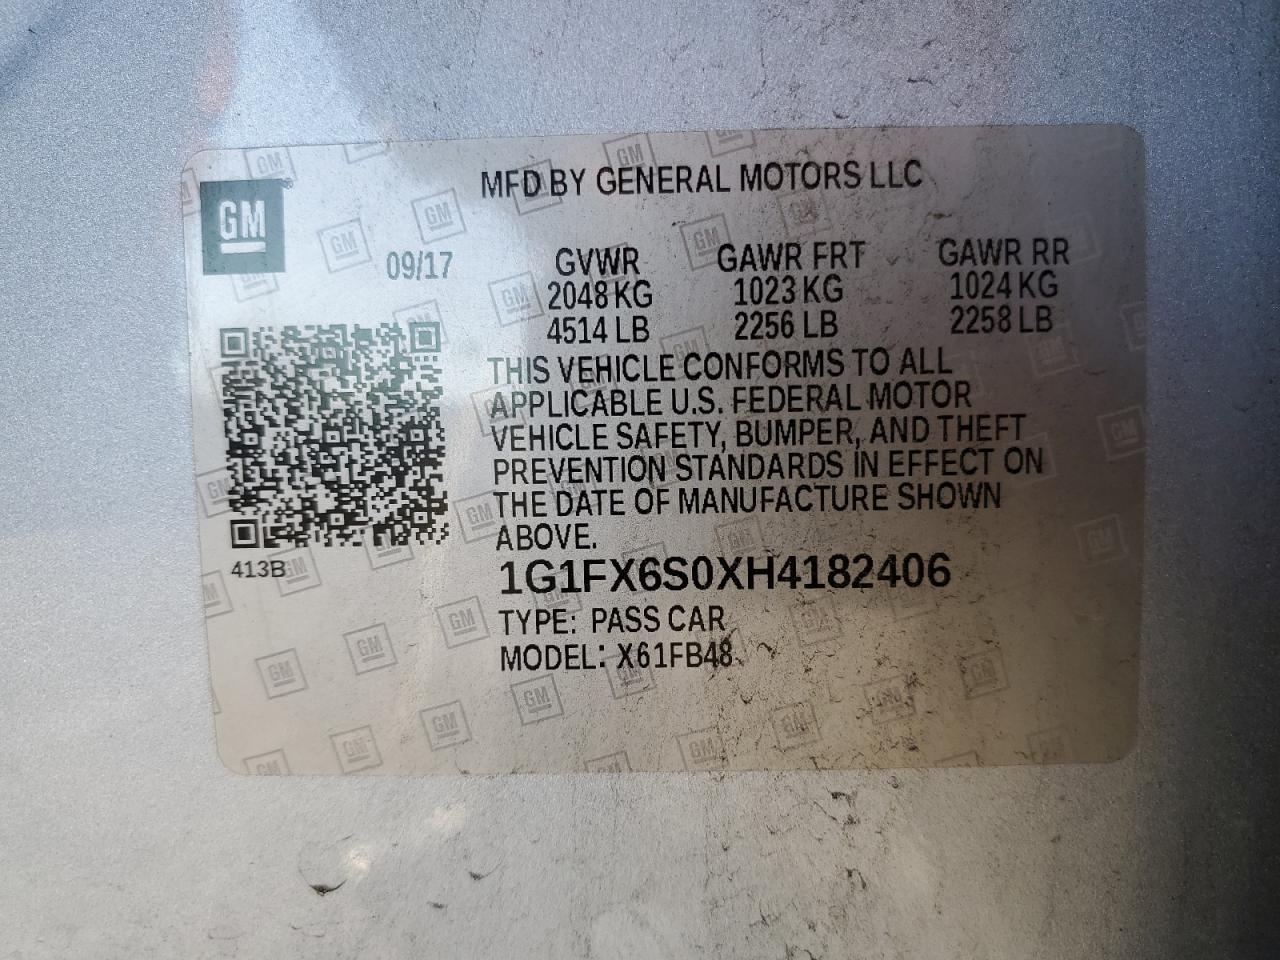 MFD BY GENERAL MOTORS LLC
GM
®
09/17
GVWR GAWR FRT GAWR RR
2048 KG 1023 KG 1024 KG
4514 LB 2256 LB 2258 LB
THIS VEHICLE CONFORMS TO ALL
APPLICABLE U.S. FEDERAL MOTOR
VEHICLE SAFETY, BUMPER, AND THEFT
PREVENTION STANDARDS IN EFFECT ON
THE DATE OF MANUFACTURE SHOWN
ABOVE.
413B
1G1FX6S0XH4182406
TYPE: PASS CAR
MODEL: X61FB48